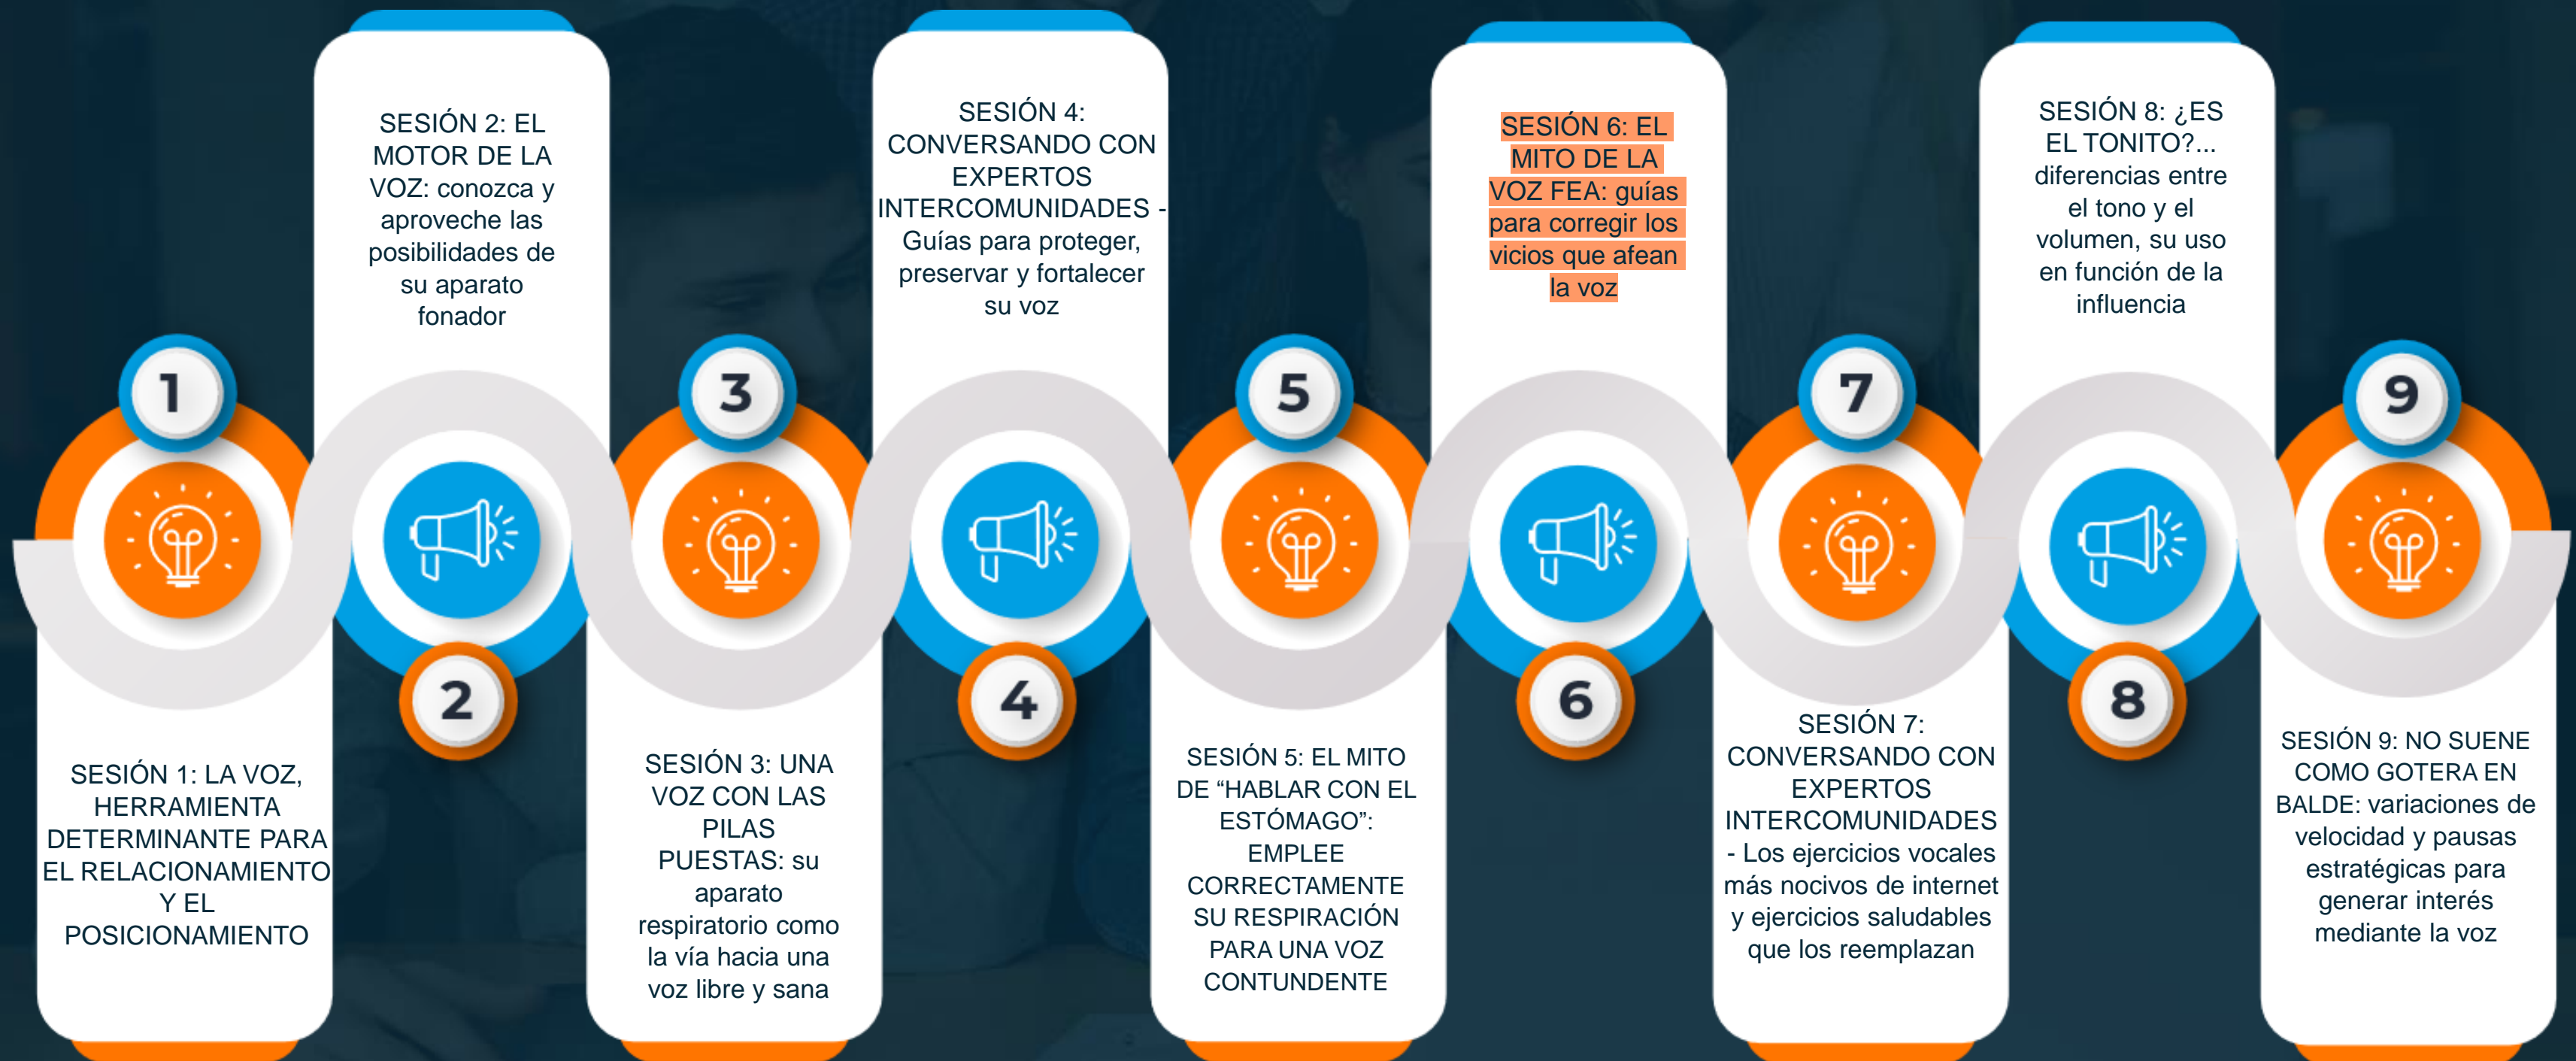 1
SESIÓN 1: LA VOZ,
HERRAMIENTA
DETERMINANTE PARA
EL RELACIONAMIENTO
Y EL
POSICIONAMIENTO
SESIÓN 2: EL
MOTOR DE LA
VOZ: conozca y
aproveche las
posibilidades de
su aparato
fonador
2
3
SESIÓN 3: UNA
VOZ CON LAS
PILAS
PUESTAS: su
aparato
respiratorio como
la vía hacia una
voz libre y sana
SESIÓN 4:
CONVERSANDO CON
EXPERTOS
INTERCOMUNIDADES -
Guías para proteger,
preservar y fortalecer
su voz
4
5
SESIÓN 5: EL MITO
DE “HABLAR CON EL
ESTÓMAGO”:
EMPLEE
CORRECTAMENTE
SU RESPIRACIÓN
PARA UNA VOZ
CONTUNDENTE
SESIÓN 6: EL
MITO DE LA
VOZ FEA: guías
para corregir los
vicios que afean
la voz
6
7
SESIÓN 7:
CONVERSANDO CON
EXPERTOS
INTERCOMUNIDADES
- Los ejercicios vocales
más nocivos de internet
y ejercicios saludables
que los reemplazan
SESIÓN 8: ¿ES
EL TONITO?...
diferencias entre
el tono y el
volumen, su uso
en función de la
influencia
8
9
SESIÓN 9: NO SUENE
COMO GOTERA EN
BALDE: variaciones de
velocidad y pausas
estratégicas para
generar interés
mediante la voz